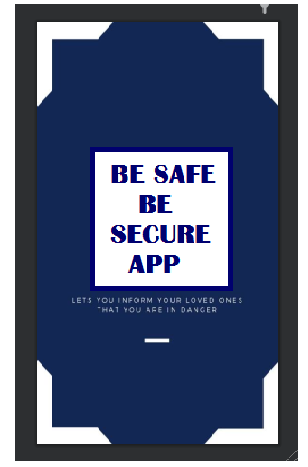 BE SAFE
BE
SECURE
APP
LETS YOU INFORM YOUR LOVED ONES
THAT YOU ARE IN DANGER